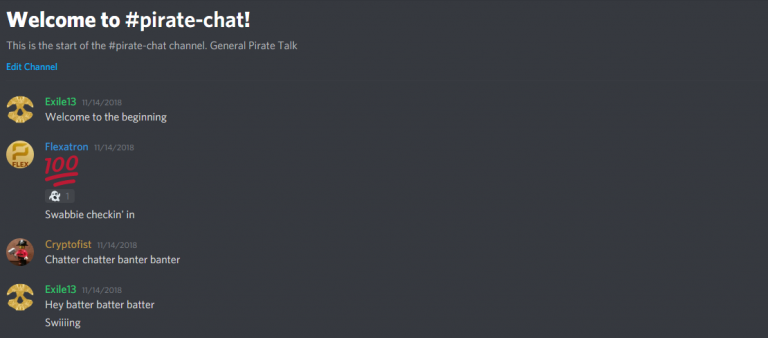 Welcome to #pirate-chat!
This is the start of the #pirate-chat channel. General Pirate Talk
Edit Channel
Exile13 11/14/2018
Welcome to the beginning
Flexatron 11/14/2018
FLEX
100
1
Swabbie checkin' in
Cryptofist 11/14/2018
Chatter chatter banter banter
Exile13 11/14/2018
Hey batter batter batter
Swiiing